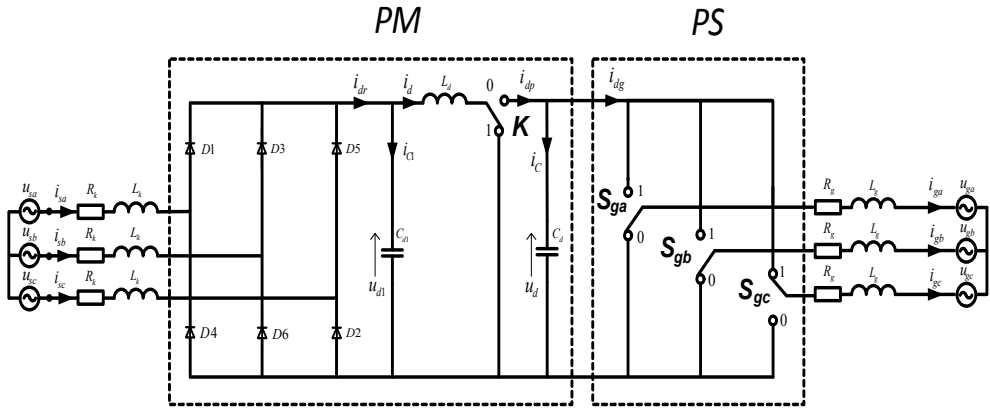 PM PS
i_dr i_d L_d 0 i_dp i_dg
1 K
D1 D3 D5 i_C1 i_C
u_sa i_sa R_k L_k S_ga 1 R_g L_g i_ga u_ga
u_sb i_sb R_k L_k C_d1 C_d 0 S_gb 1 R_g L_g i_gb u_gb
u_sc i_sc R_k L_k u_d1 u_d 0 S_gc 1 R_g L_g i_gc u_gc
D4 D6 D2 0